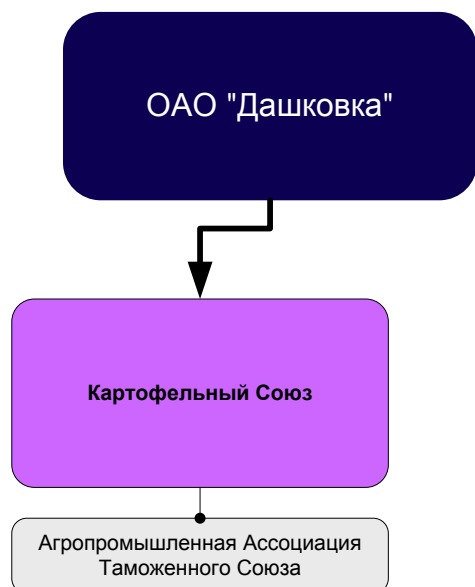 ОАО "Дашковка"
Картофельный Союз
Агропромышленная Ассоциация
Таможенного Союза